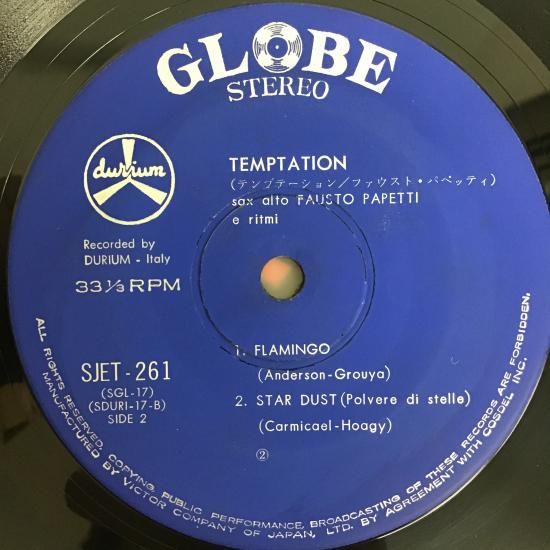 GLOBE
STEREO
durium
TEMPTATION
(テンプテーション/ファウスト・パペッティ)
sax alto FAUSTO PAPETTI
e ritmi
Recorded by
DURIUM - Italy
33 1/3 RPM
1. FLAMINGO
(Anderson-Grouya)
2. STAR DUST (Polvere di stelle)
(Carmicael-Hoagy)
②
SJET-261
(SGL-17)
(SDURI-17-B)
SIDE 2
ALL RIGHTS RESERVED, COPYING, PUBLIC PERFORMANCE, BROADCASTING OF THESE RECORDS ARE FORBIDDEN.
MANUFACTURED BY VICTOR COMPANY OF JAPAN, LTD. BY AGREEMENT WITH COSDEL INC.